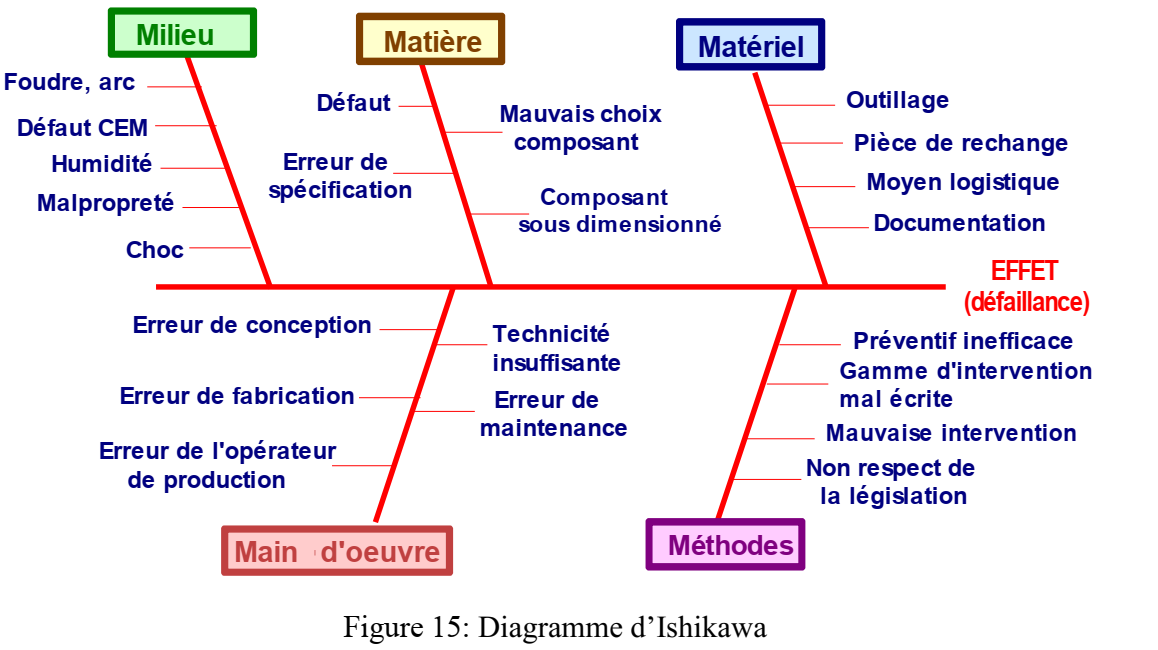 Milieu
Foudre, arc
Défaut CEM
Humidité
Malpropreté
Choc
Matière
Défaut
Erreur de
spécification
Mauvais choix
composant
Composant
sous dimensionné
Matériel
Outillage
Pièce de rechange
Moyen logistique
Documentation
EFFET
(défaillance)
Erreur de conception
Erreur de fabrication
Erreur de l'opérateur
de production
Technicité
insuffisante
Erreur de
maintenance
Main d'oeuvre
Préventif inefficace
Gamme d'intervention
mal écrite
Mauvaise intervention
Non respect de
la législation
Méthodes
Figure 15: Diagramme d’Ishikawa